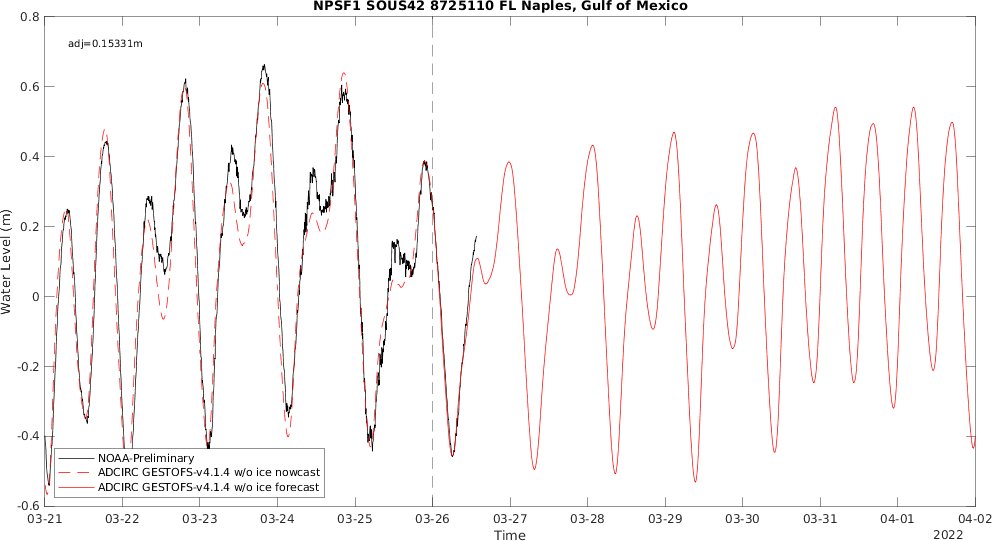 NPSF1 SOUS42 8725110 FL Naples, Gulf of Mexico
adj=0.15331m
0.8
0.6
0.4
0.2
0
-0.2
-0.4
-0.6
Water Level (m)
NOAA-Preliminary
ADCIRC GESTOFS-v4.1.4 w/o ice nowcast
ADCIRC GESTOFS-v4.1.4 w/o ice forecast
03-21 03-22 03-23 03-24 03-25 03-26 03-27 03-28 03-29 03-30 03-31 04-01 04-02
Time
2022